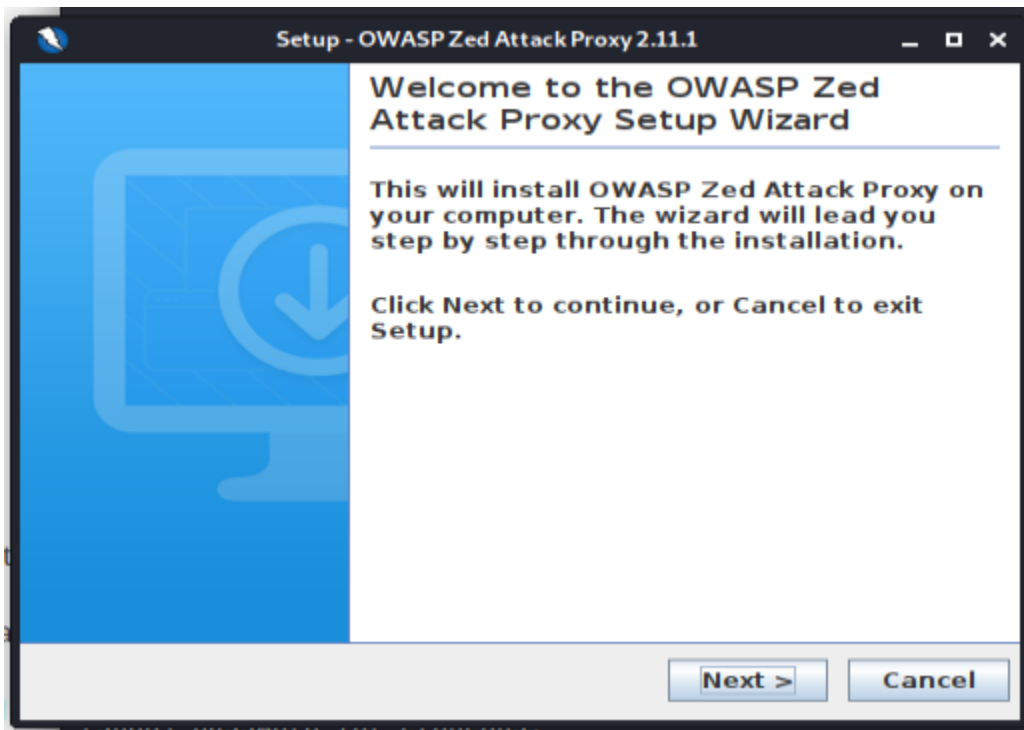 Setup - OWASP Zed Attack Proxy 2.11.1
Welcome to the OWASP Zed
Attack Proxy Setup Wizard
This will install OWASP Zed Attack Proxy on
your computer. The wizard will lead you
step by step through the installation.
Click Next to continue, or Cancel to exit
Setup.
Next >
Cancel